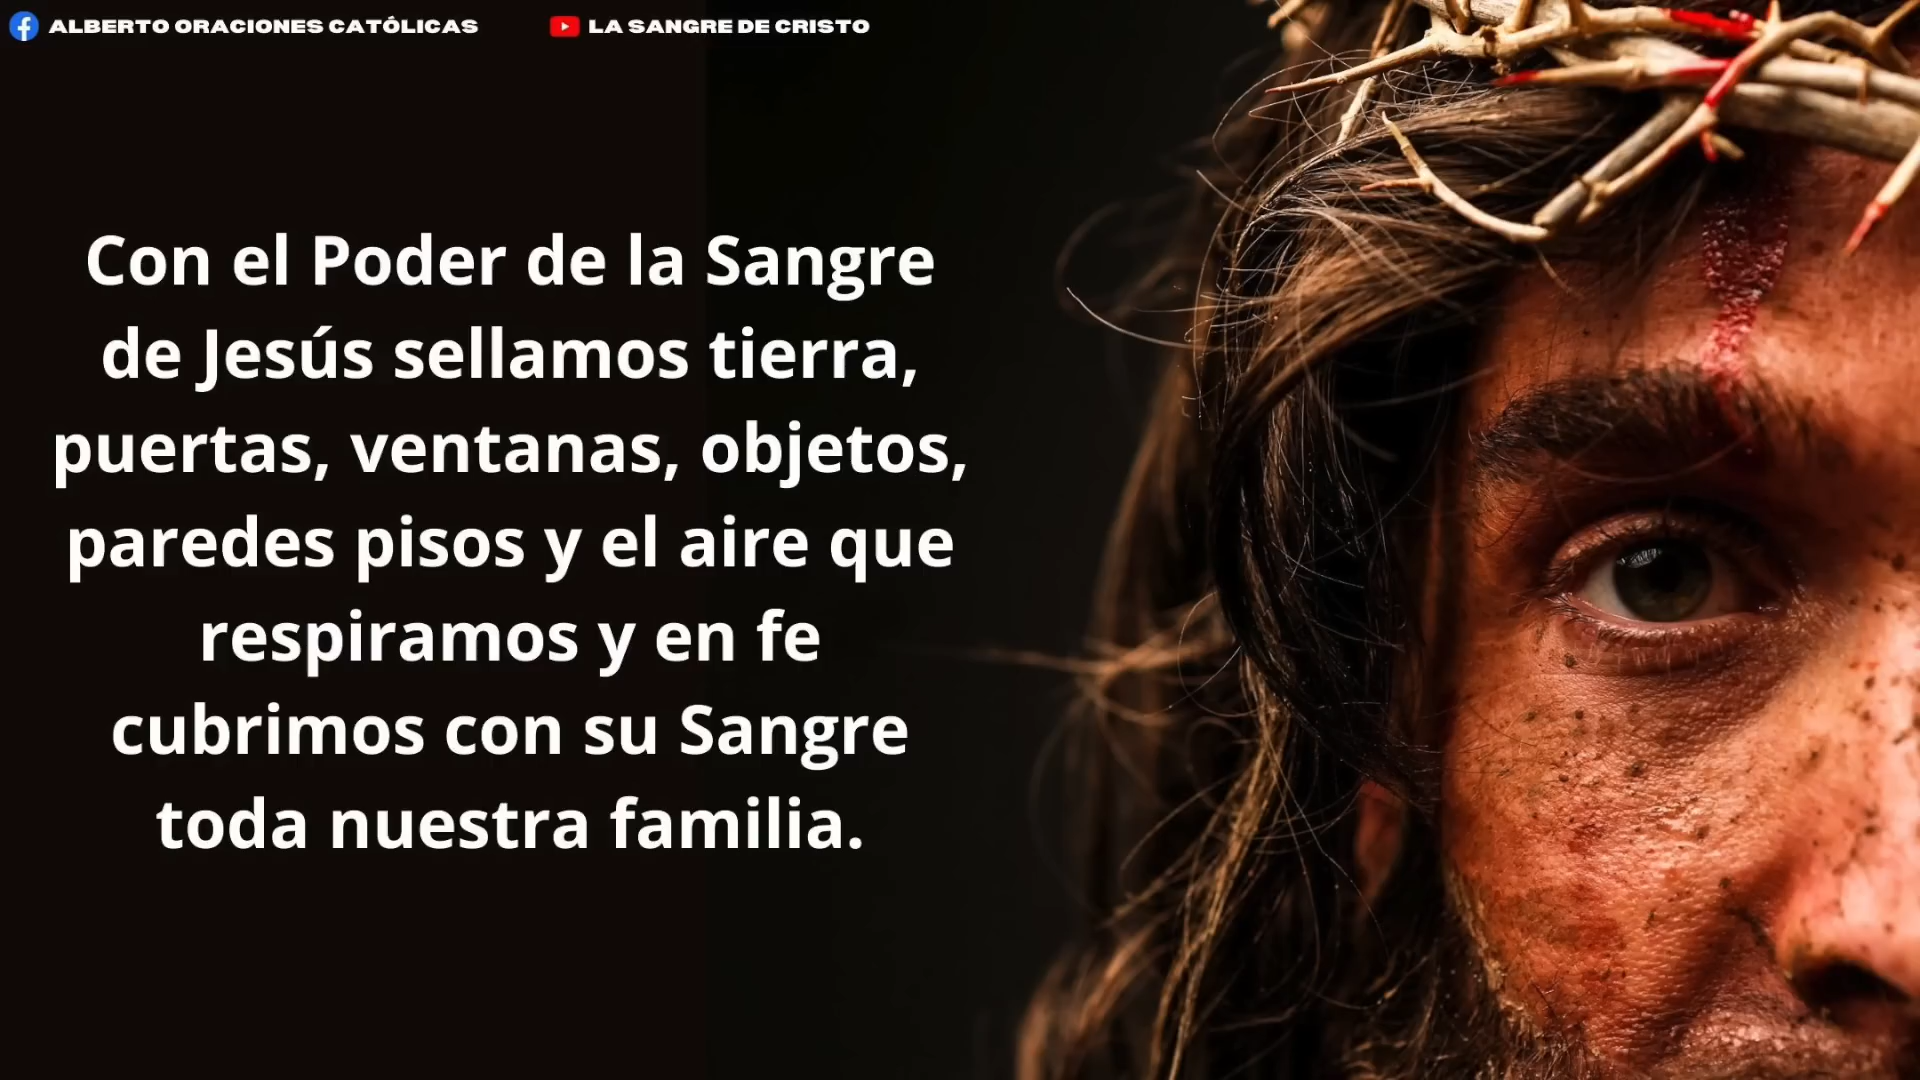 ALBERTO ORACIONES CATÓLICAS
LA SANGRE DE CRISTO
Con el Poder de la Sangre
de Jesús sellamos tierra,
puertas, ventanas, objetos,
paredes pisos y el aire que
respiramos y en fe
cubrimos con su Sangre
toda nuestra familia.